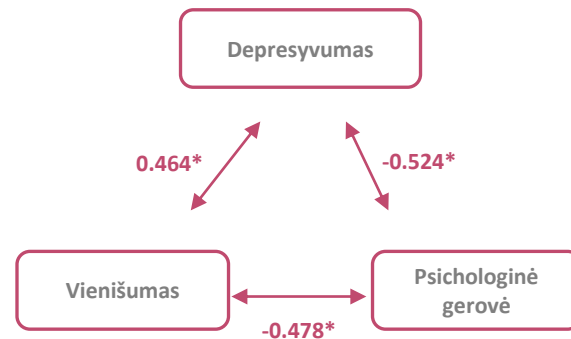 Depresyvumas
0.464*
-0.524*
Vienišumas
Psichologinė
gerovė
-0.478*